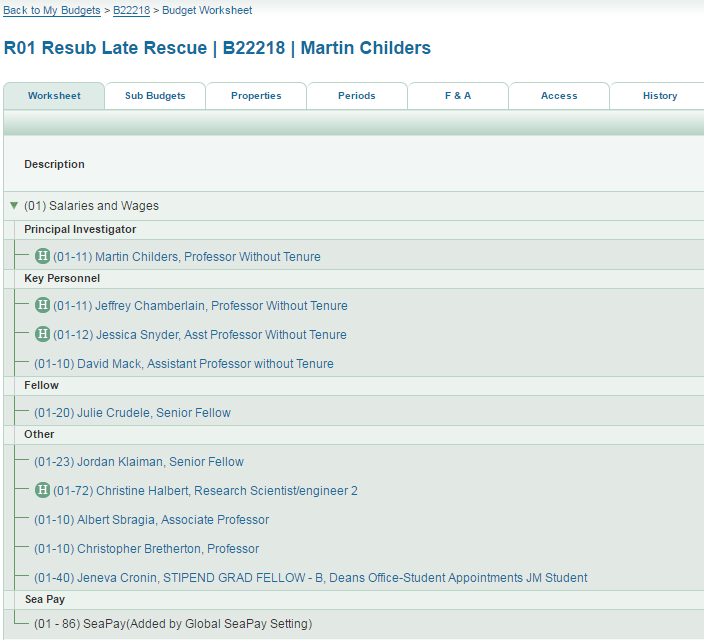 Back to My Budgets > B22218 > Budget Worksheet
R01 Resub Late Rescue | B22218 | Martin Childers
Worksheet Sub Budgets Properties Periods F & A Access History
Description
(01) Salaries and Wages
Principal Investigator
H (01-11) Martin Childers, Professor Without Tenure
Key Personnel
H (01-11) Jeffrey Chamberlain, Professor Without Tenure
H (01-12) Jessica Snyder, Asst Professor Without Tenure
(01-10) David Mack, Assistant Professor without Tenure
Fellow
(01-20) Julie Crudele, Senior Fellow
Other
(01-23) Jordan Klaiman, Senior Fellow
H (01-72) Christine Halbert, Research Scientist/engineer 2
(01-10) Albert Sbragia, Associate Professor
(01-10) Christopher Bretherton, Professor
(01-40) Jeneva Cronin, STIPEND GRAD FELLOW - B, Deans Office-Student Appointments JM Student
Sea Pay
(01 - 86) SeaPay(Added by Global SeaPay Setting)